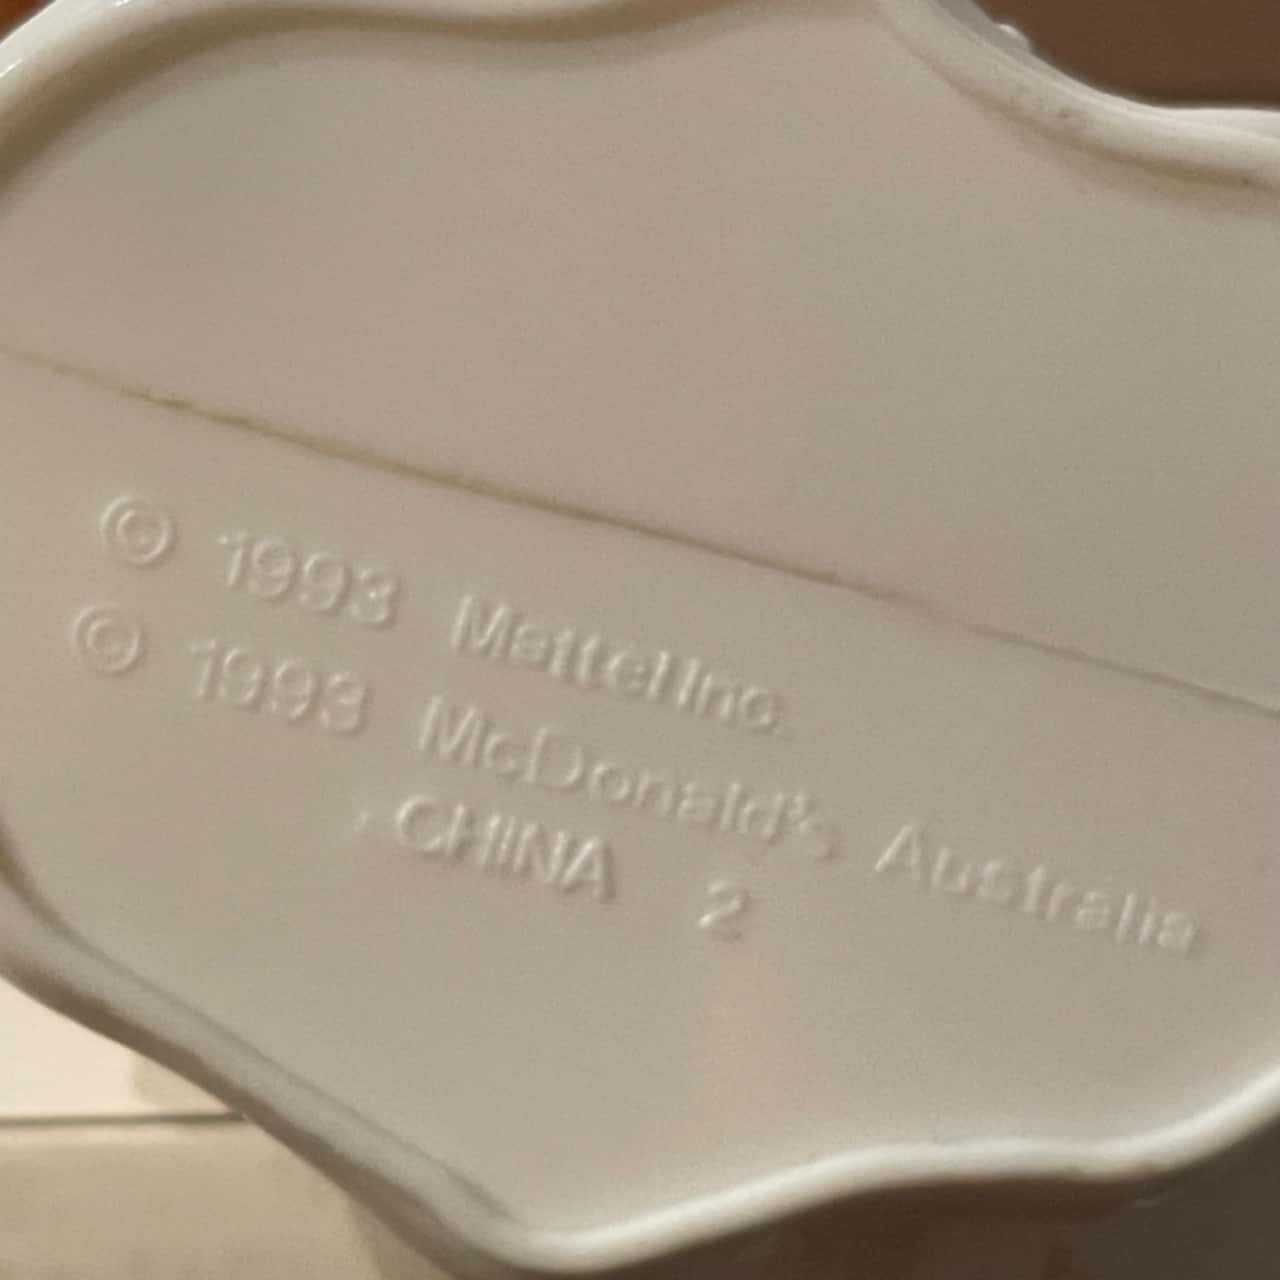 © 1993 Mattel Inc.
© 1993 McDonald's Australia
CHINA 2